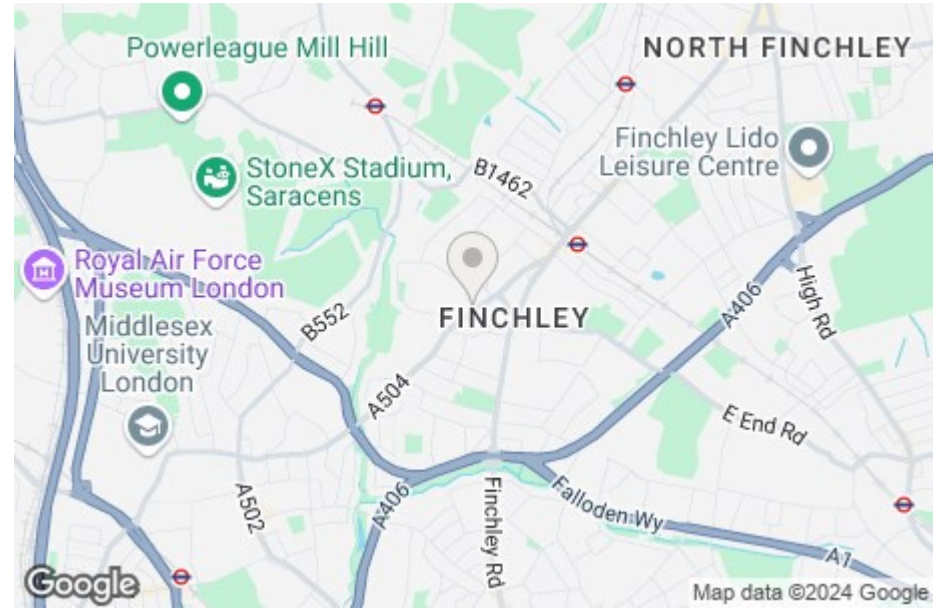 Powerleague Mill Hill
NORTH FINCHLEY
Finchley Lido
Leisure Centre
StoneX Stadium,
Saracens
B1462
Royal Air Force
Museum London
High Rd
A406
B552
FINCHLEY
Middlesex
University
London
A504
E End Rd
A502
A406
Finchley Rd
Falloden Wy
A1
Google
Map data ©2024 Google